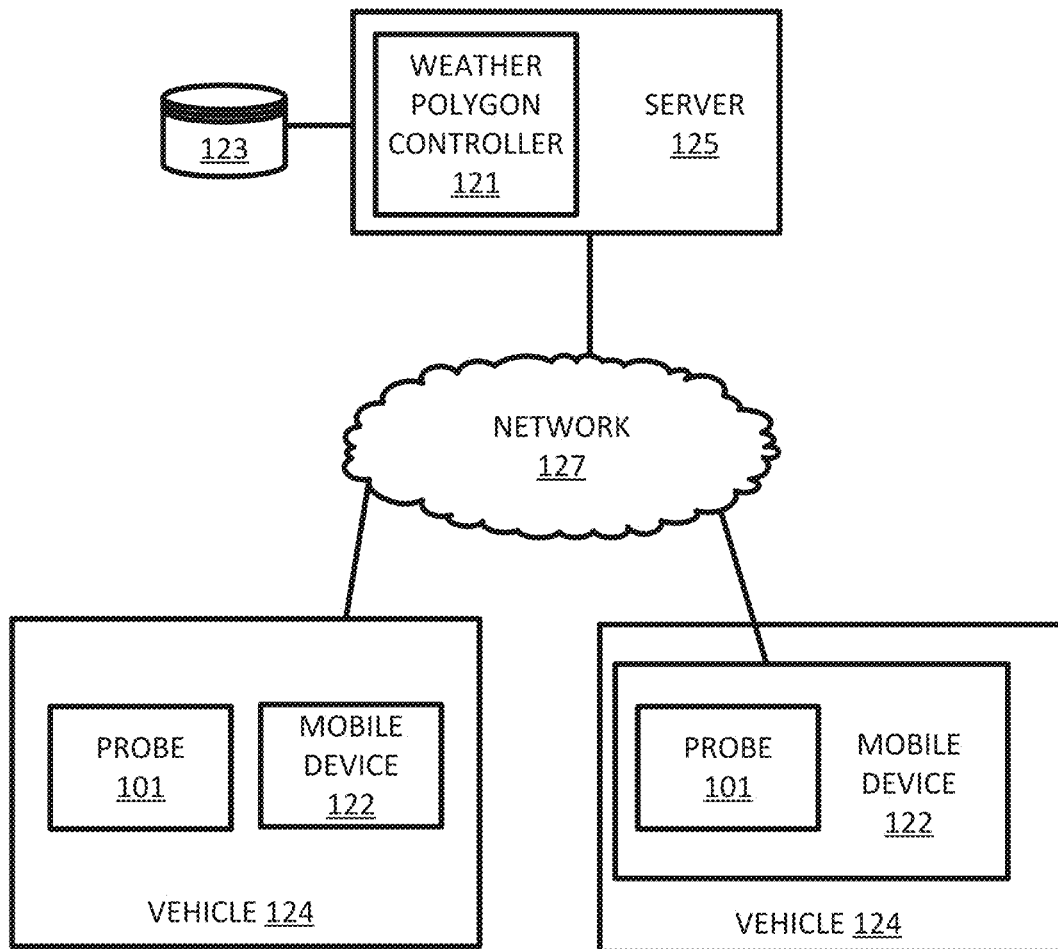 WEATHER
POLYGON
CONTROLLER
121
SERVER
125
123
NETWORK
127
PROBE
101
MOBILE
DEVICE
122
VEHICLE 124
PROBE
101
MOBILE
DEVICE
122
VEHICLE 124